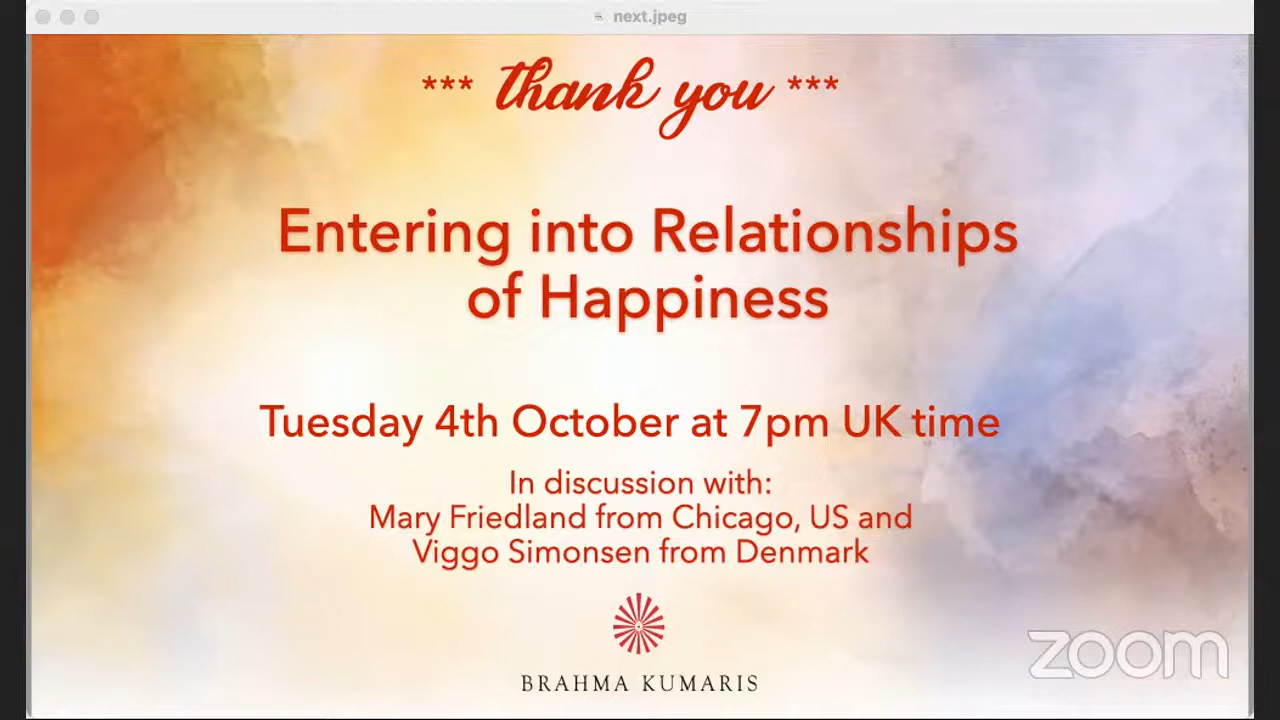 next.jpeg
*** thank you ***
Entering into Relationships
of Happiness
Tuesday 4th October at 7pm UK time
In discussion with:
Mary Friedland from Chicago, US and
Viggo Simonsen from Denmark
BRAHMA KUMARIS
zoom